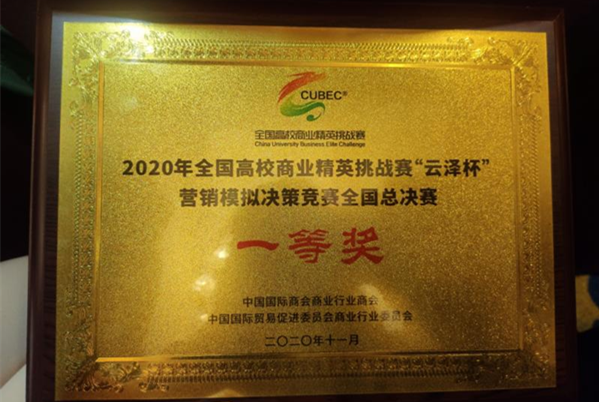 CUBEC®
全国高校商业精英挑战赛
China University Business Elite Challenge
2020年全国高校商业精英挑战赛“云泽杯”
营销模拟决策竞赛全国总决赛
一等奖
中国国际商会商业行业商会
中国国际贸易促进委员会商业行业委员会
二〇二〇年十一月